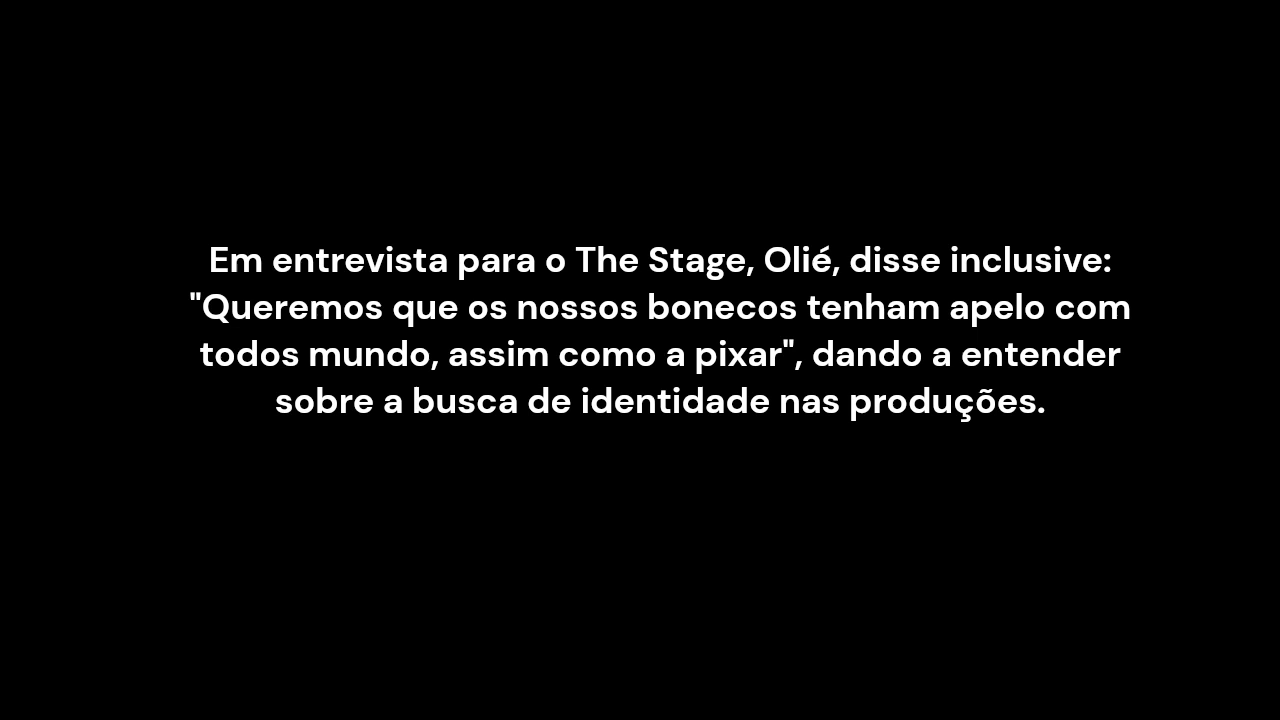 Em entrevista para o The Stage, Olié, disse inclusive:
"Queremos que os nossos bonecos tenham apelo com
todos mundo, assim como a pixar", dando a entender
sobre a busca de identidade nas produções.